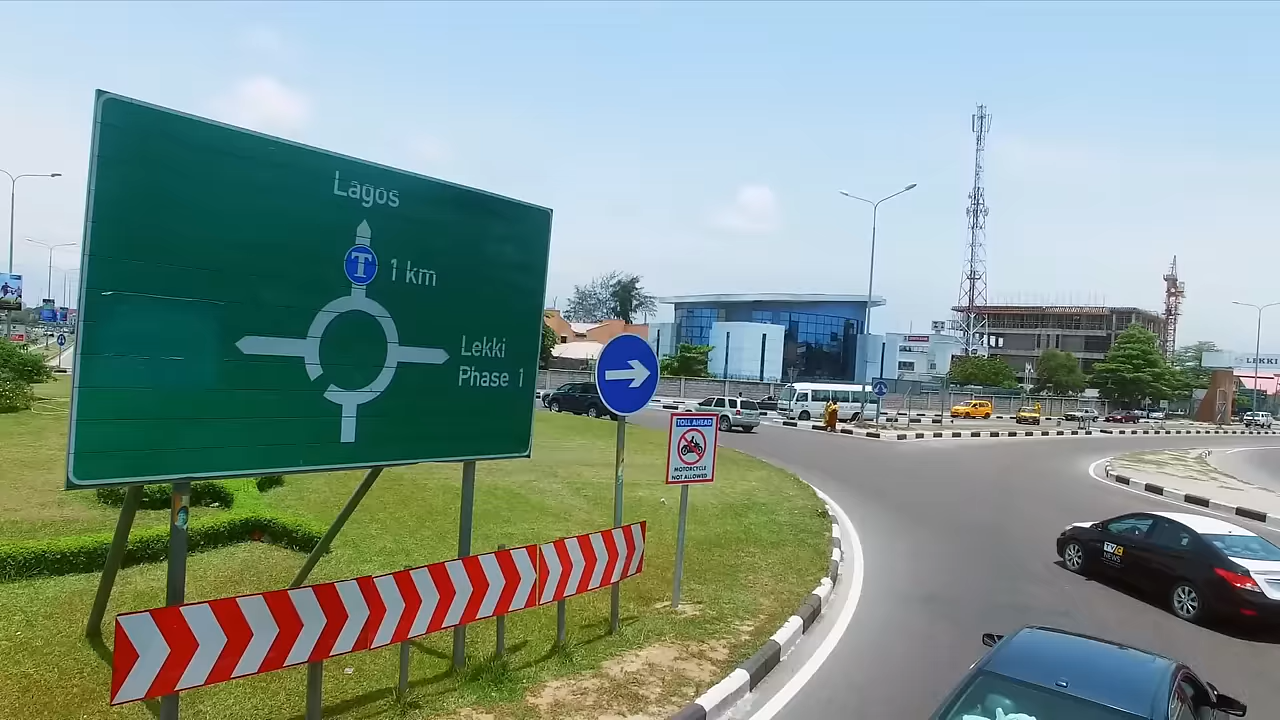 Lagos
T
1 km
Lekki
Phase 1
TOLL AHEAD
MOTORCYCLE
NOT ALLOWED
TVC
NEWS
LEKKI